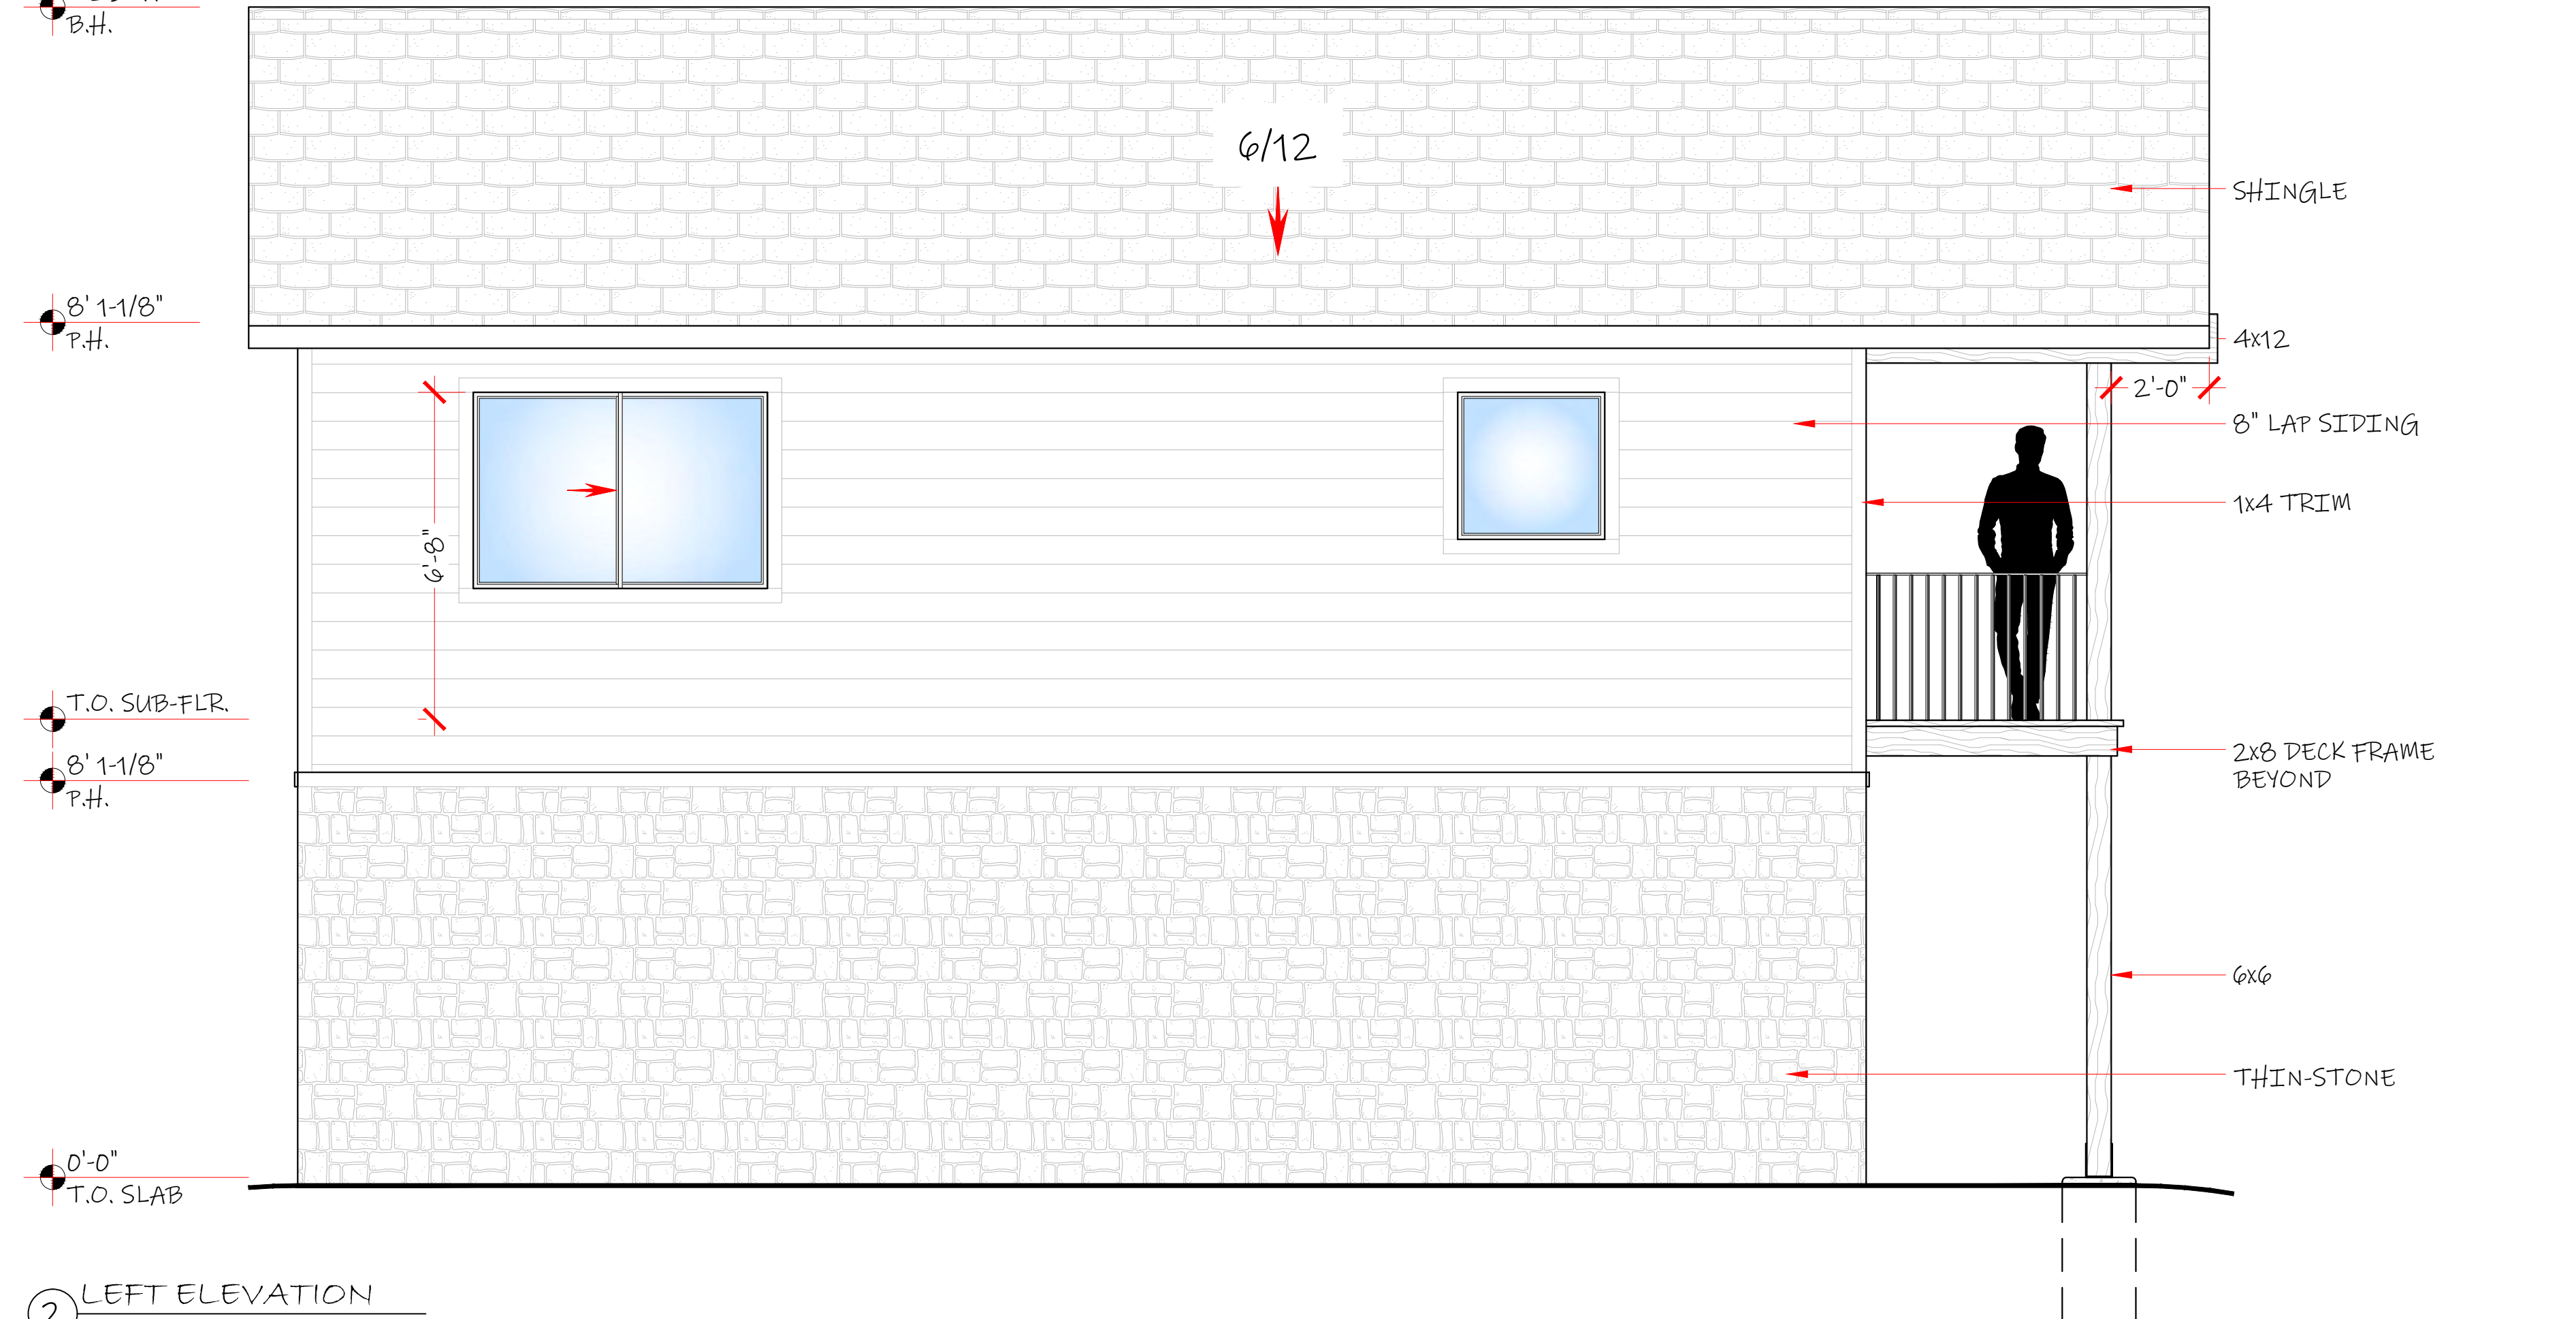 B.H.
6/12
SHINGLE
8' 1-1/8"
P.H.
4x12
2'-0"
8" LAP SIDING
1x4 TRIM
6'-8"
T.O. SUB-FLR.
8' 1-1/8"
P.H.
2x8 DECK FRAME
BEYOND
6x6
THIN-STONE
0'-0"
T.O. SLAB
2
LEFT ELEVATION